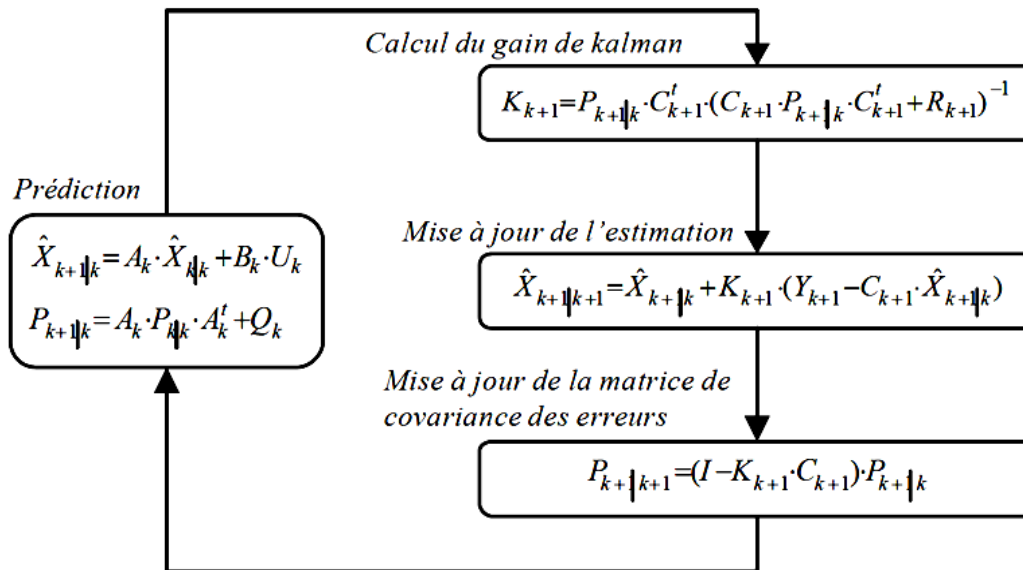 Calcul du gain de kalman
K_{k+1}=P_{k+1|k}·C^t_{k+1}·(C_{k+1}·P_{k+1|k}·C^t_{k+1}+R_{k+1})^{-1}
Prédiction
X̂_{k+1|k}=A_k·X̂_{k|k}+B_k·U_k
P_{k+1|k}=A_k·P_{k|k}·A^t_k+Q_k
Mise à jour de l'estimation
X̂_{k+1|k+1}=X̂_{k+1|k}+K_{k+1}·(Y_{k+1}−C_{k+1}·X̂_{k+1|k})
Mise à jour de la matrice de
covariance des erreurs
P_{k+1|k+1}=(I−K_{k+1}·C_{k+1})·P_{k+1|k}